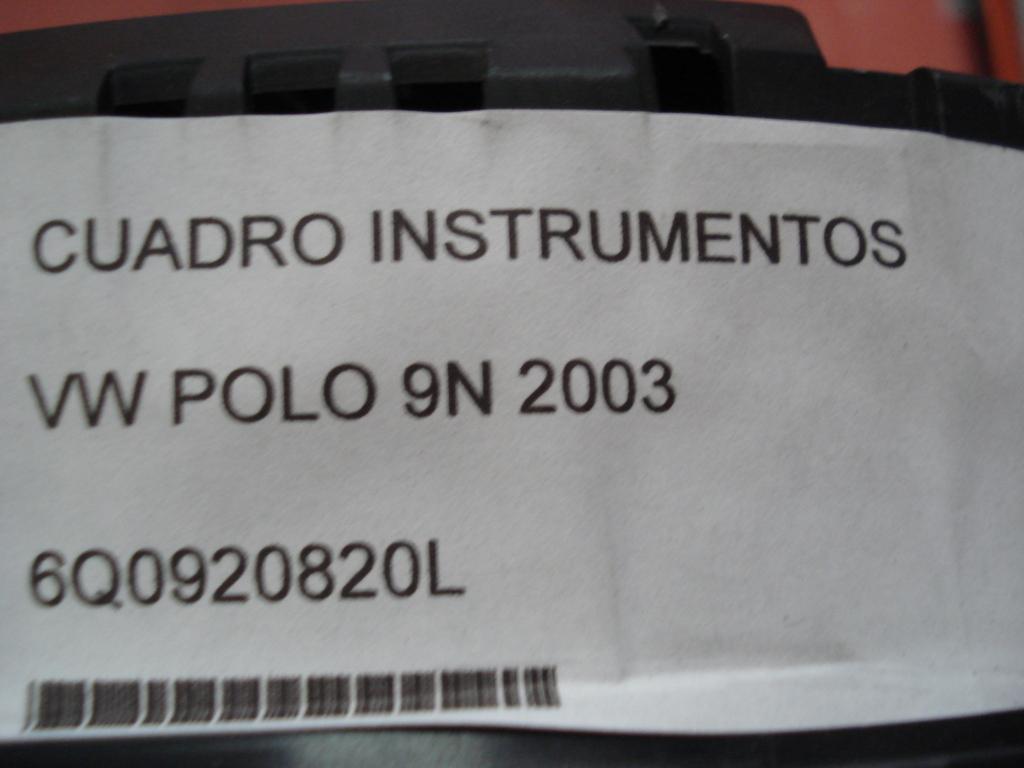 CUADRO INSTRUMENTOS
VW POLO 9N 2003
6Q0920820L